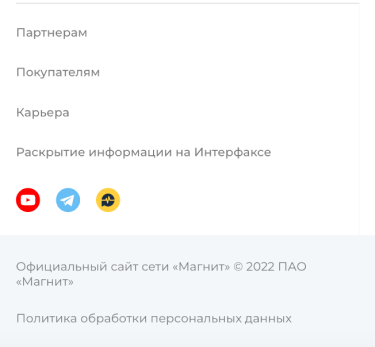 Партнерам
Покупателям
Карьера
Раскрытие информации на Интерфаксе
Официальный сайт сети «Магнит» © 2022 ПАО
«Магнит»
Политика обработки персональных данных